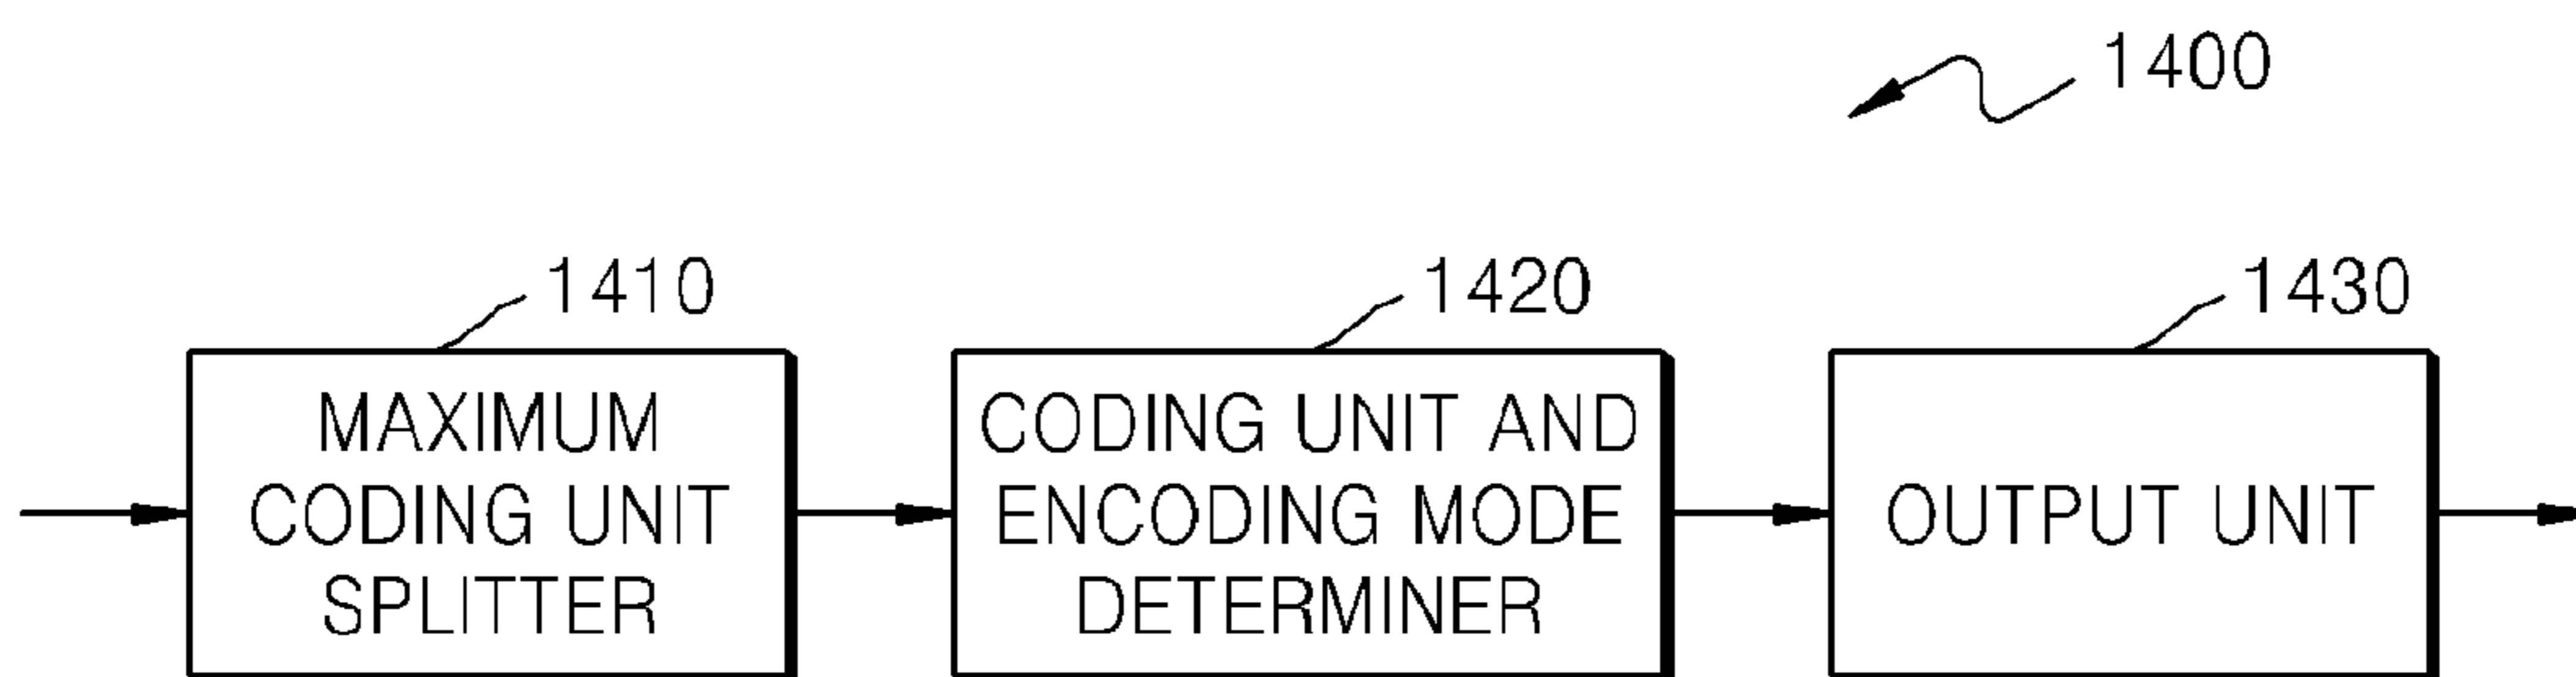 1400
1410
1420
1430
MAXIMUM
CODING UNIT
SPLITTER
CODING UNIT AND
ENCODING MODE
DETERMINER
OUTPUT UNIT